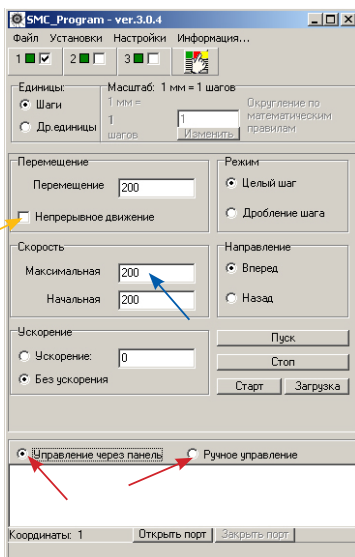 SMC_Program - ver.3.0.4
Файл Установки Настройки Информация...
1 2 3
Единицы: Масштаб: 1 мм = 1 шагов
Шаги 1 мм = Округление по
математическим
правилам
Др.единицы 1 1
шагов Изменить
Перемещение Режим
Перемещение 200 Целый шаг
Непрерывное движение Дробление шага
Скорость Направление
Максимальная 200 Вперед
Начальная 200 Назад
Ускорение Пуск
Ускорение: 0 Стоп
Без ускорения Старт Загрузка
Управление через панель Ручное управление
Координаты: 1 Открыть порт Закрыть порт